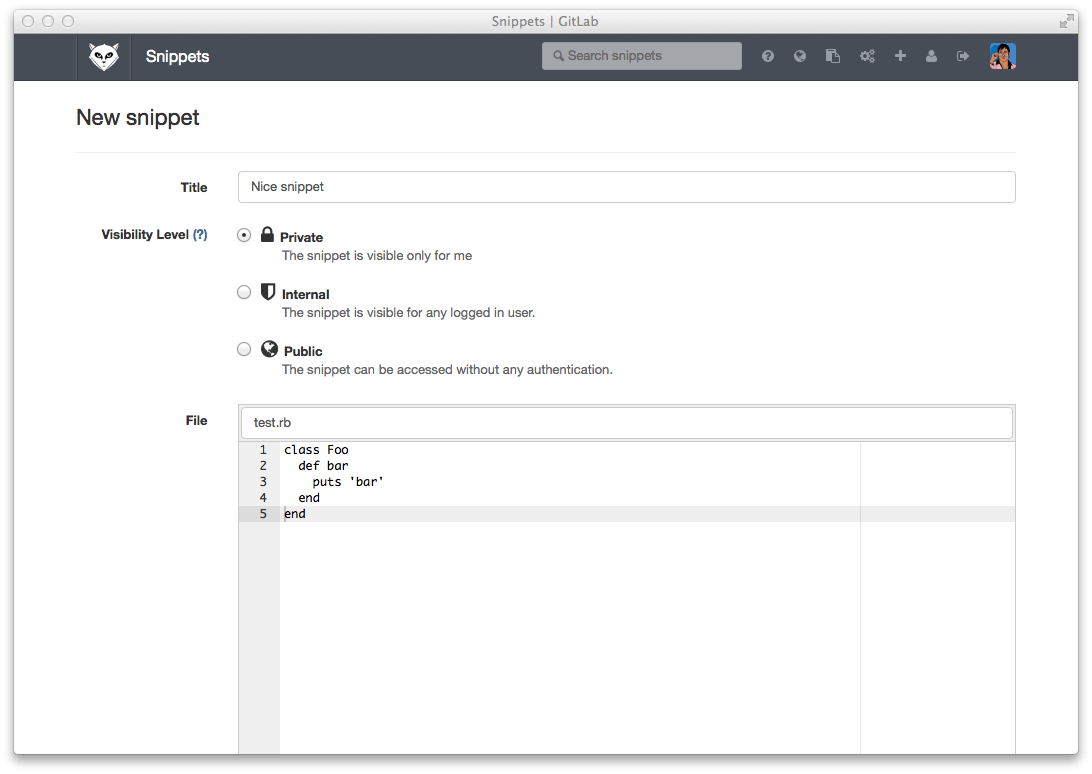 Snippets | GitLab
Snippets
Search snippets
New snippet
Title
Nice snippet
Visibility Level (?)
Private
The snippet is visible only for me
Internal
The snippet is visible for any logged in user.
Public
The snippet can be accessed without any authentication.
File
test.rb
1 class Foo
2   def bar
3     puts 'bar'
4   end
5 end